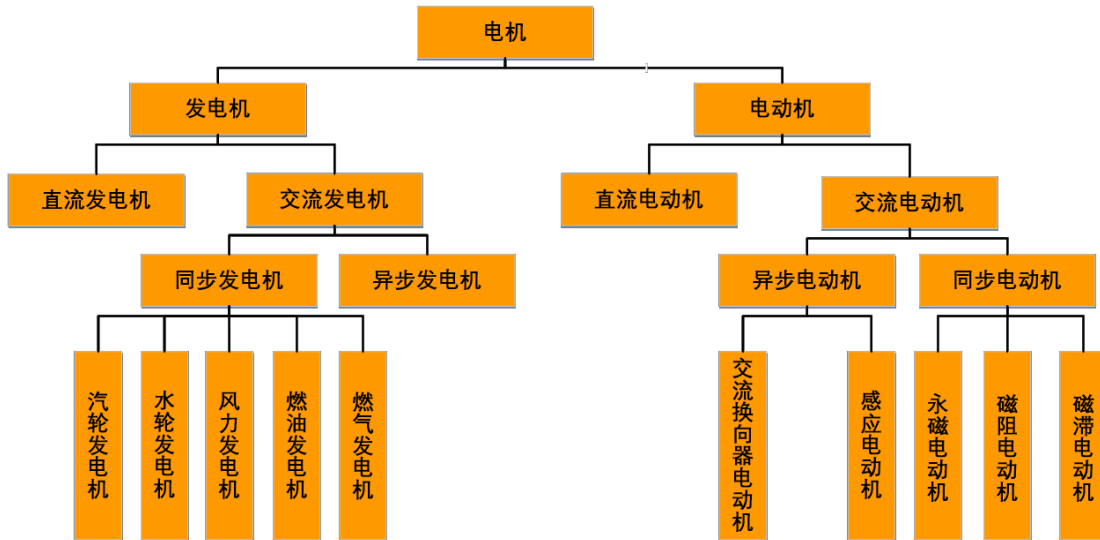 电机
发电机
电动机
直流发电机
交流发电机
直流电动机
交流电动机
同步发电机
异步发电机
异步电动机
同步电动机
汽轮发电机
水轮发电机
风力发电机
燃油发电机
燃气发电机
交流换向器电动机
感应电动机
永磁电动机
磁阻电动机
磁滞电动机